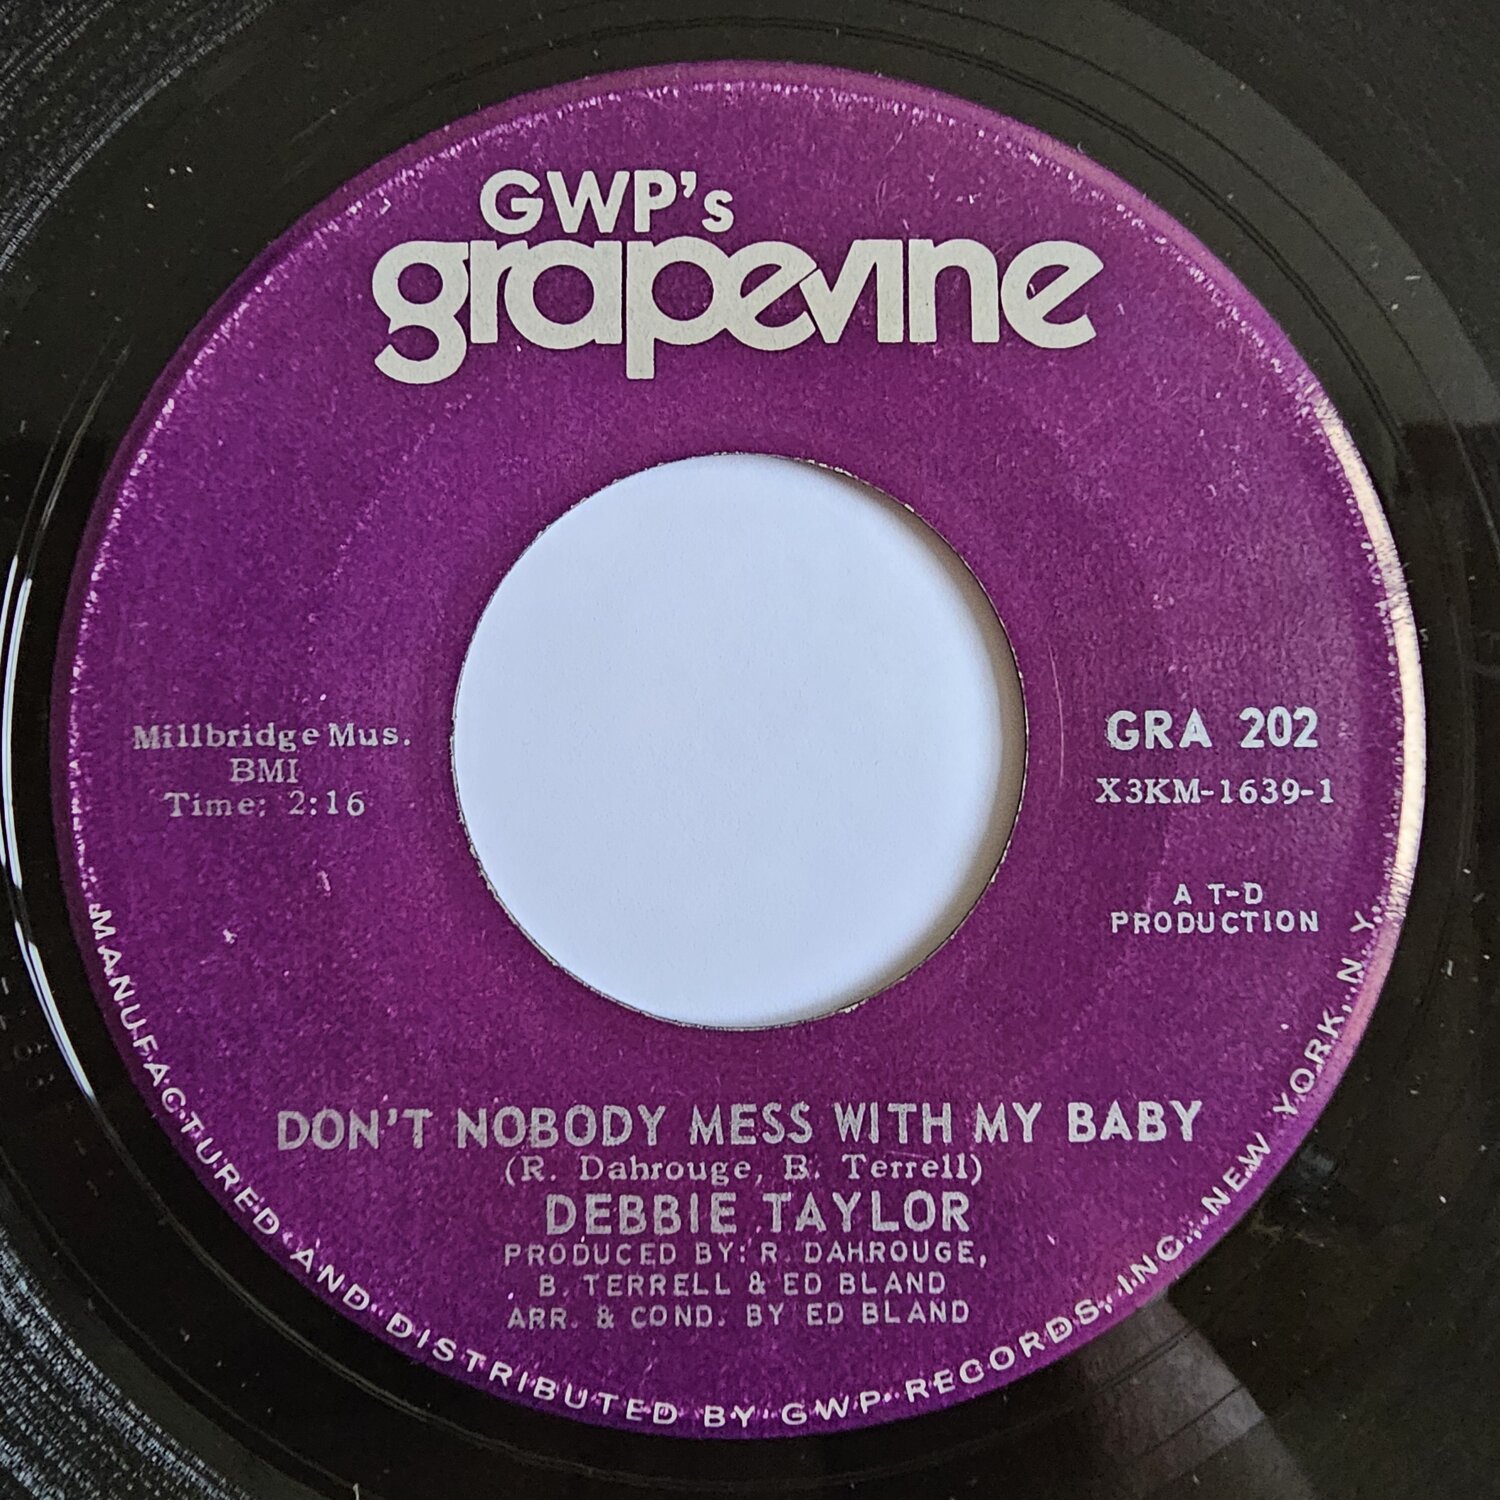 GWP's
grapevine
Millbridge Mus.
BMI
Time: 2:16
GRA 202
X3KM-1639-1
A T-D
PRODUCTION
DON'T NOBODY MESS WITH MY BABY
(R. Dahrouge, B. Terrell)
DEBBIE TAYLOR
PRODUCED BY: R. DAHROUGE,
B. TERRELL & ED BLAND
ARR. & COND. BY ED BLAND
MANUFACTURED AND DISTRIBUTED BY GWP RECORDS, INC., NEW YORK, N.Y.